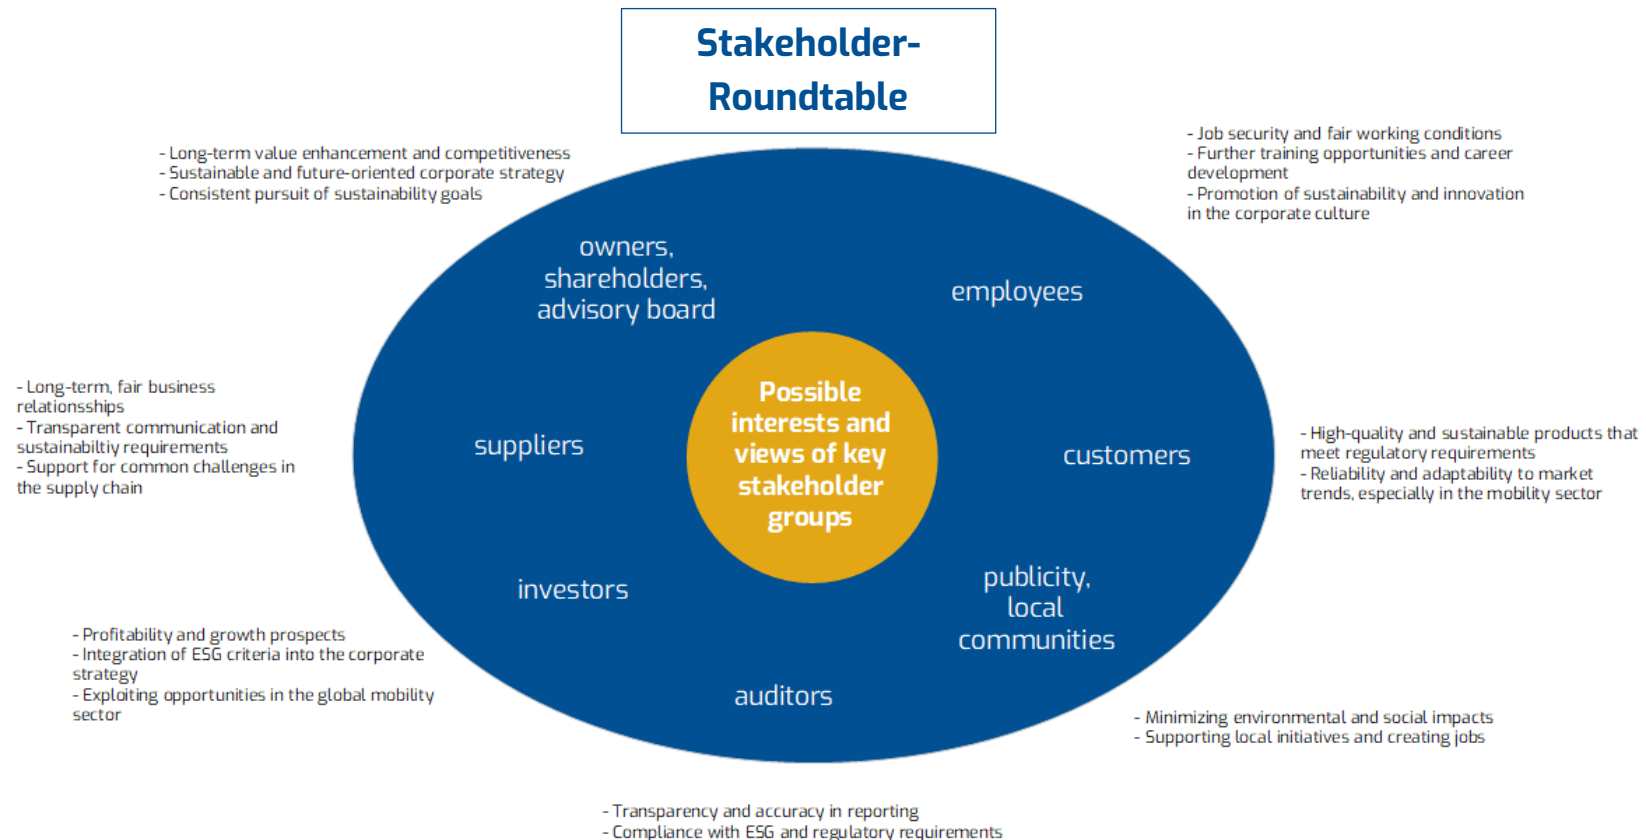 Stakeholder-
Roundtable
- Long-term value enhancement and competitiveness
- Sustainable and future-oriented corporate strategy
- Consistent pursuit of sustainability goals
- Job security and fair working conditions
- Further training opportunities and career
development
- Promotion of sustainability and innovation
in the corporate culture
owners,
shareholders,
advisory board
employees
- Long-term, fair business
relationsships
- Transparent communication and
sustainabiltiy requirements
- Support for common challenges in
the supply chain
suppliers
Possible
interests and
views of key
stakeholder
groups
customers
- High-quality and sustainable products that
meet regulatory requirements
- Reliability and adaptability to market
trends, especially in the mobility sector
investors
publicity,
local
communities
- Profitability and growth prospects
- Integration of ESG criteria into the corporate
strategy
- Exploiting opportunities in the global mobility
sector
auditors
- Minimizing environmental and social impacts
- Supporting local initiatives and creating jobs
- Transparency and accuracy in reporting
- Compliance with ESG and regulatory requirements